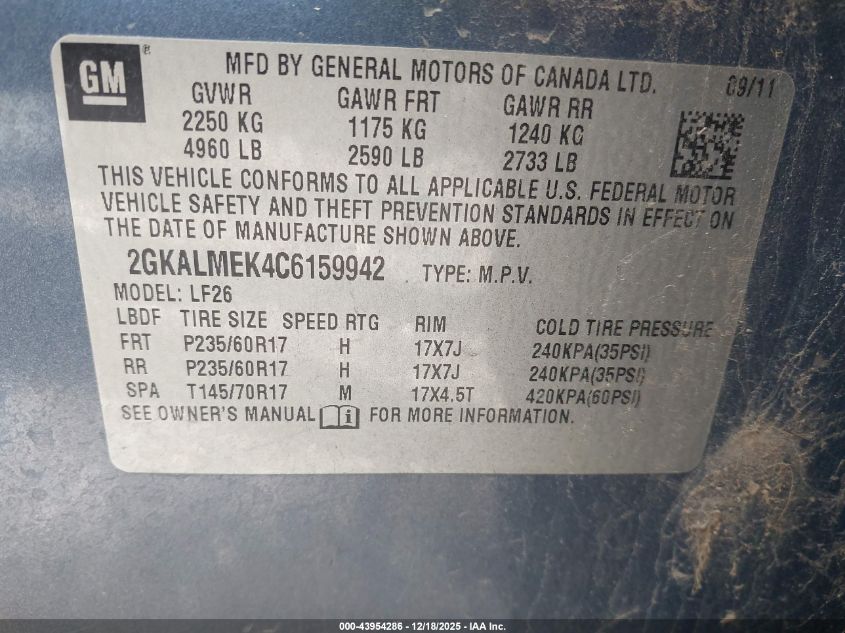 GM ®
MFD BY GENERAL MOTORS OF CANADA LTD. 09/11
GVWR GAWR FRT GAWR RR
2250 KG 1175 KG 1240 KG
4960 LB 2590 LB 2733 LB
THIS VEHICLE CONFORMS TO ALL APPLICABLE U.S. FEDERAL MOTOR
VEHICLE SAFETY AND THEFT PREVENTION STANDARDS IN EFFECT ON
THE DATE OF MANUFACTURE SHOWN ABOVE.
2GKALMEK4C6159942 TYPE: M.P.V.
MODEL: LF26
LBDF TIRE SIZE SPEED RTG RIM COLD TIRE PRESSURE
FRT P235/60R17 H 17X7J 240KPA(35PSI)
RR P235/60R17 H 17X7J 240KPA(35PSI)
SPA T145/70R17 M 17X4.5T 420KPA(60PSI)
SEE OWNER'S MANUAL i FOR MORE INFORMATION.
000-43954286 - 12/18/2025 - IAA Inc.